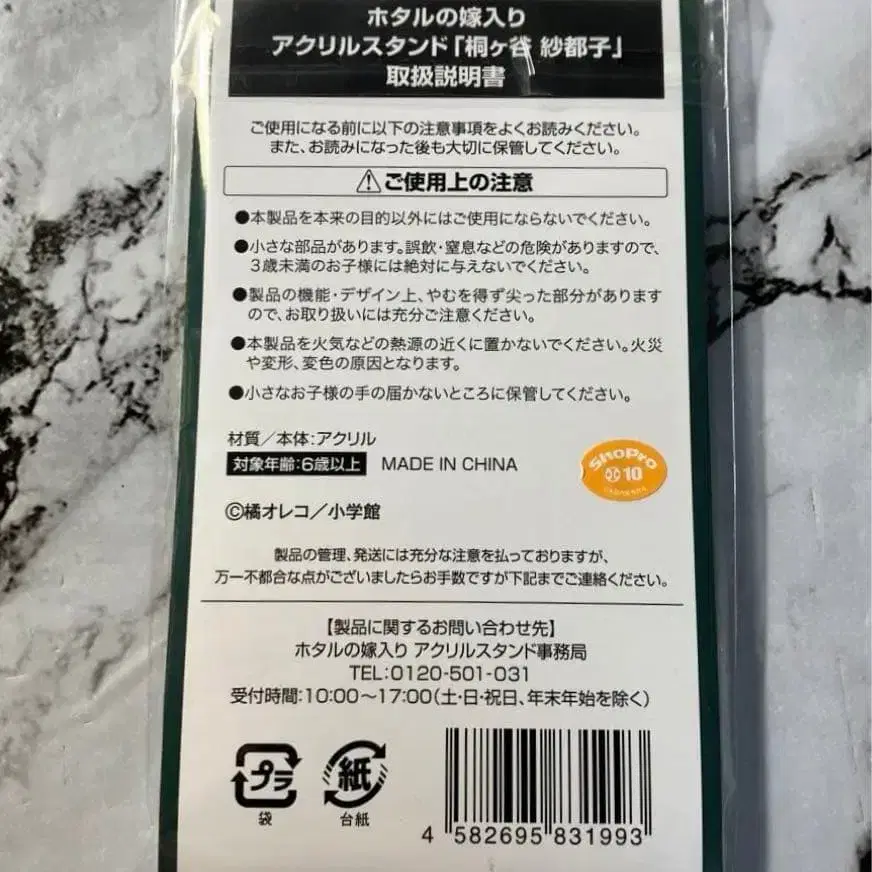 ホタルの嫁入り
アクリルスタンド「桐ヶ谷 紗都子」
取扱説明書
ご使用になる前に以下の注意事項をよくお読みください。
また、お読みになった後も大切に保管してください。
⚠ご使用上の注意
●本製品を本来の目的以外にはご使用にならないでください。
●小さな部品があります。誤飲・窒息などの危険がありますので、
3歳未満のお子様には絶対に与えないでください。
●製品の機能・デザイン上、やむを得ず尖った部分があります
ので、お取り扱いには充分ご注意ください。
●本製品を火気などの熱源の近くに置かないでください。火災
や変形、変色の原因となります。
●小さなお子様の手の届かないところに保管してください。
材質／本体:アクリル
対象年齢:6歳以上 MADE IN CHINA
ShoPro
10
©橘オレコ／小学館
製品の管理、発送には充分な注意を払っておりますが、
万一不都合な点がございましたらお手数ですが下記までご連絡ください。
【製品に関するお問い合わせ先】
ホタルの嫁入り アクリルスタンド事務局
TEL:0120-501-031
受付時間:10:00～17:00(土・日・祝日、年末年始を除く)
プラ
袋
紙
台紙
4 582695 831993